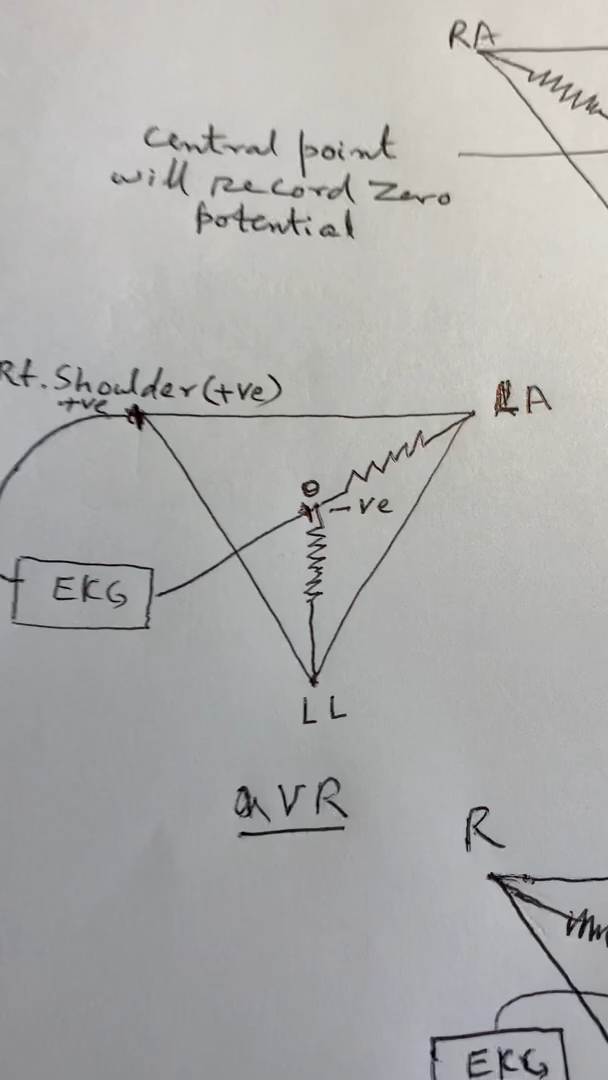 RA
Central point
will Record Zero
potential
Rt. Shoulder (+ve)
+ve
LA
0
-ve
EKG
LL
aVR
R
EKG